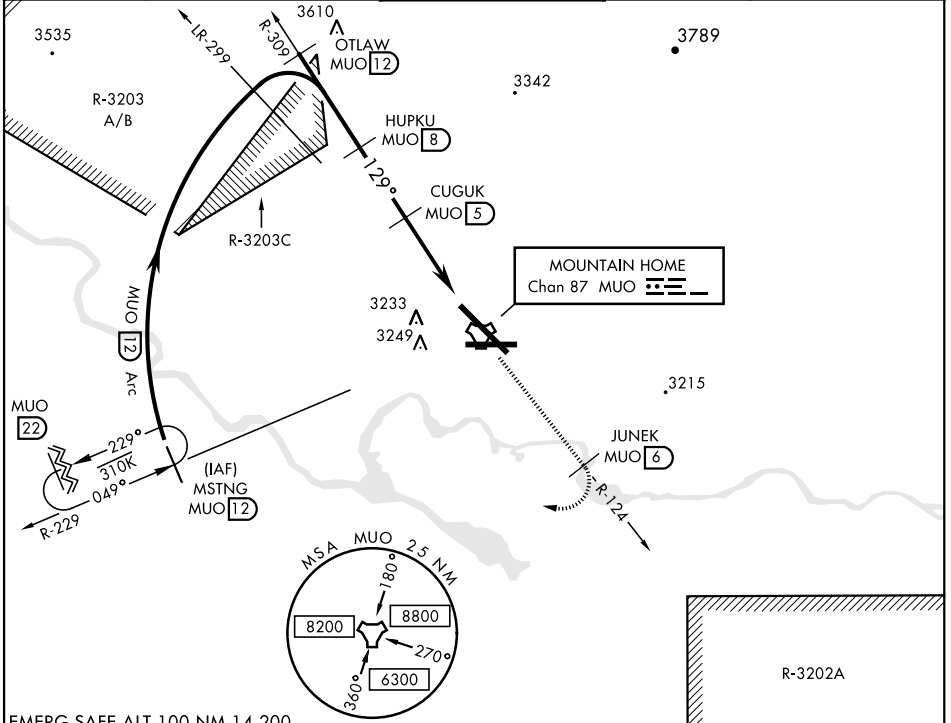 3610
3535
LR-299
R-309
OTLAW
MUO 12
3789
3342
R-3203
A/B
HUPKU
MUO 8
129°
CUGUK
MUO 5
R-3203C
MOUNTAIN HOME
Chan 87 MUO
MUO 12 Arc
3233
3249
3215
MUO
22
229°
310K
049°
R-229
(IAF)
MSTNG
MUO 12
JUNEK
MUO 6
R-124
MSA MUO 25 NM
180°
8200
8800
270°
360°
6300
R-3202A
EMERG SAFE ALT 100 NM 14,200